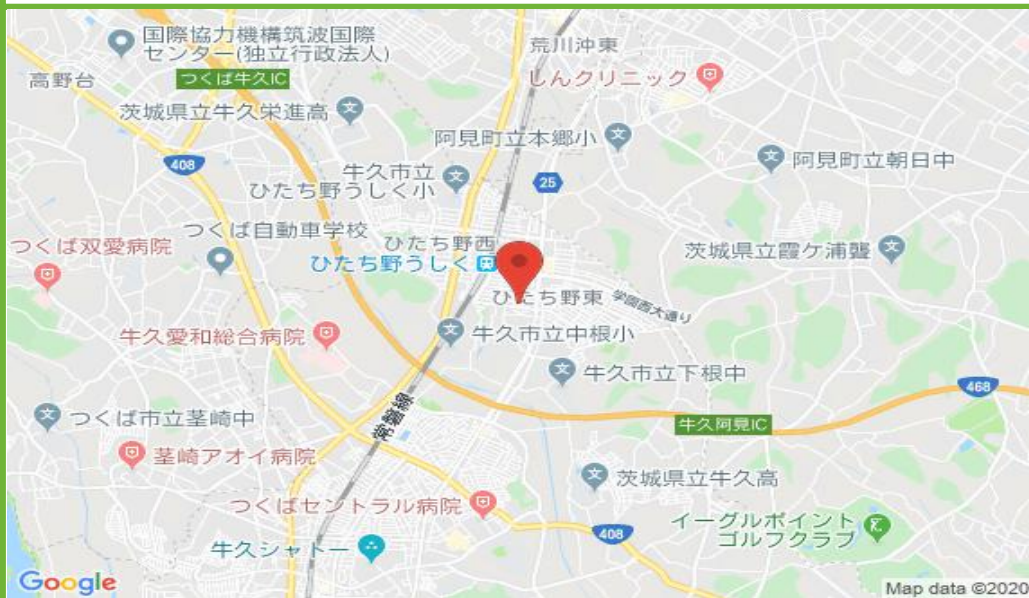 国際協力機構筑波国際
センター(独立行政法人)
荒川沖東
高野台
つくば牛久IC
しんクリニック
茨城県立牛久栄進高
阿見町立本郷小
408
牛久市立
ひたち野うしく小
25
阿見町立朝日中
つくば自動車学校
つくば双愛病院
ひたち野西
ひたち野うしく
茨城県立霞ケ浦聾
ひたち野東
学園西大通り
牛久愛和総合病院
牛久市立中根小
牛久市立下根中
468
つくば市立茎崎中
常磐線
牛久阿見IC
茎崎アオイ病院
茨城県立牛久高
つくばセントラル病院
イーグルポイント
ゴルフクラブ
408
牛久シャトー
Google
Map data ©2020